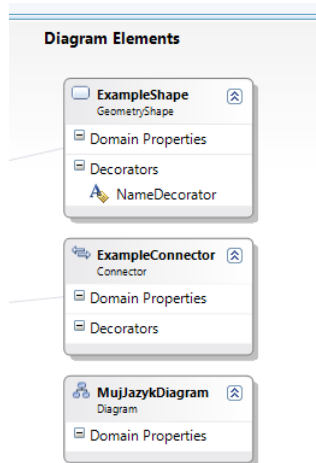 Diagram Elements
ExampleShape
GeometryShape
Domain Properties
Decorators
NameDecorator
ExampleConnector
Connector
Domain Properties
Decorators
MujJazykDiagram
Diagram
Domain Properties